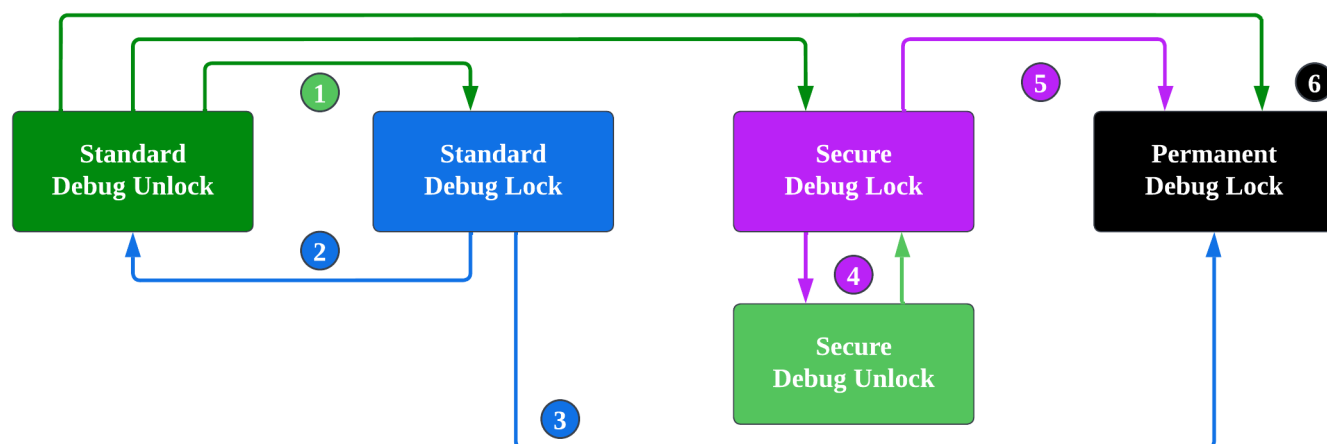 1
5
6
Standard
Debug Unlock
Standard
Debug Lock
Secure
Debug Lock
Permanent
Debug Lock
2
4
Secure
Debug Unlock
3